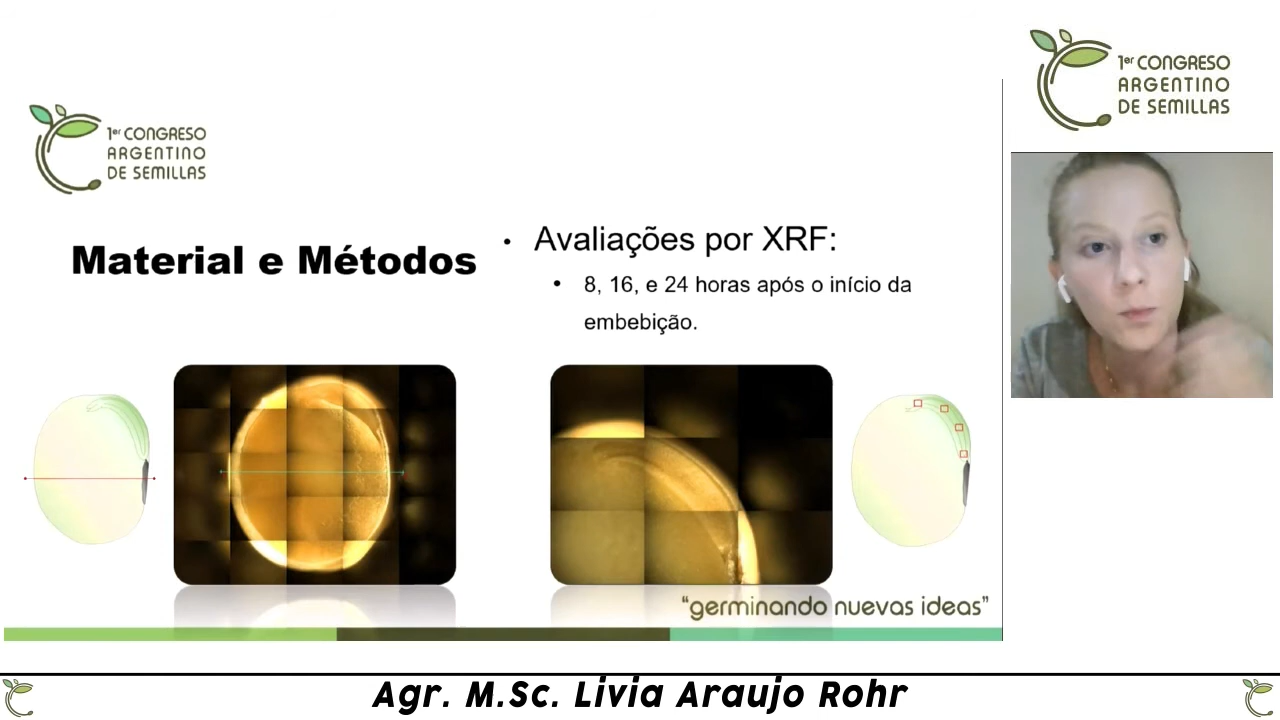 1er CONGRESO
ARGENTINO
DE SEMILLAS
1er CONGRESO
ARGENTINO
DE SEMILLAS
Material e Métodos
• Avaliações por XRF:
• 8, 16, e 24 horas após o início da
embebição.
“germinando nuevas ideas”
Agr. M.Sc. Livia Araujo Rohr